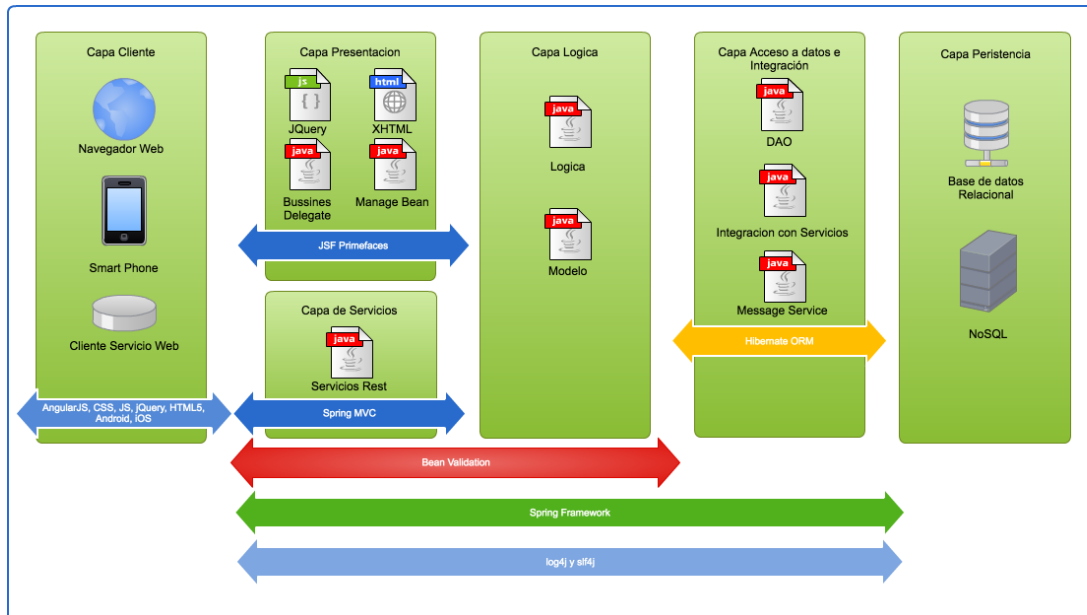 Capa Cliente
Navegador Web
Smart Phone
Cliente Servicio Web
AngularJS, CSS, JS, jQuery, HTML5,
Android, iOS
Capa Presentacion
js
{ }
JQuery
html
XHTML
java
Bussines
Delegate
java
Manage Bean
JSF Primefaces
Capa de Servicios
java
Servicios Rest
Spring MVC
Capa Logica
java
Logica
java
Modelo
Capa Acceso a datos e
Integración
java
DAO
java
Integracion con Servicios
java
Message Service
Hibernate ORM
Capa Peristencia
Base de datos
Relacional
NoSQL
Bean Validation
Spring Framework
log4j y slf4j